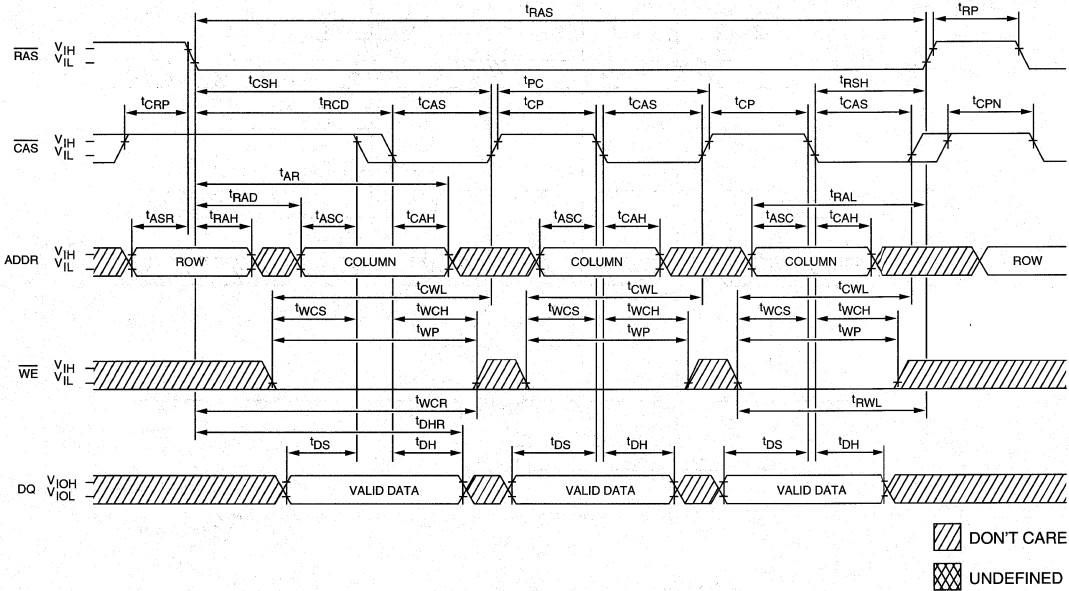 tRAS tRP
RAS VIH
VIL
tCSH tPC tRSH
tCRP tRCD tCAS tCP tCAS tCP tCAS tCPN
CAS VIH
VIL
tAR
tRAD tRAL
tASR tRAH tASC tCAH tASC tCAH tASC tCAH
ADDR VIH
VIL ROW COLUMN COLUMN COLUMN ROW
tCWL tCWL tCWL
tWCS tWCH tWCS tWCH tWCS tWCH
tWP tWP tWP
WE VIH
VIL
tWCR tRWL
tDHR
tDS tDH tDS tDH tDS tDH
DQ VIOH
VIOL VALID DATA VALID DATA VALID DATA
DON'T CARE
UNDEFINED